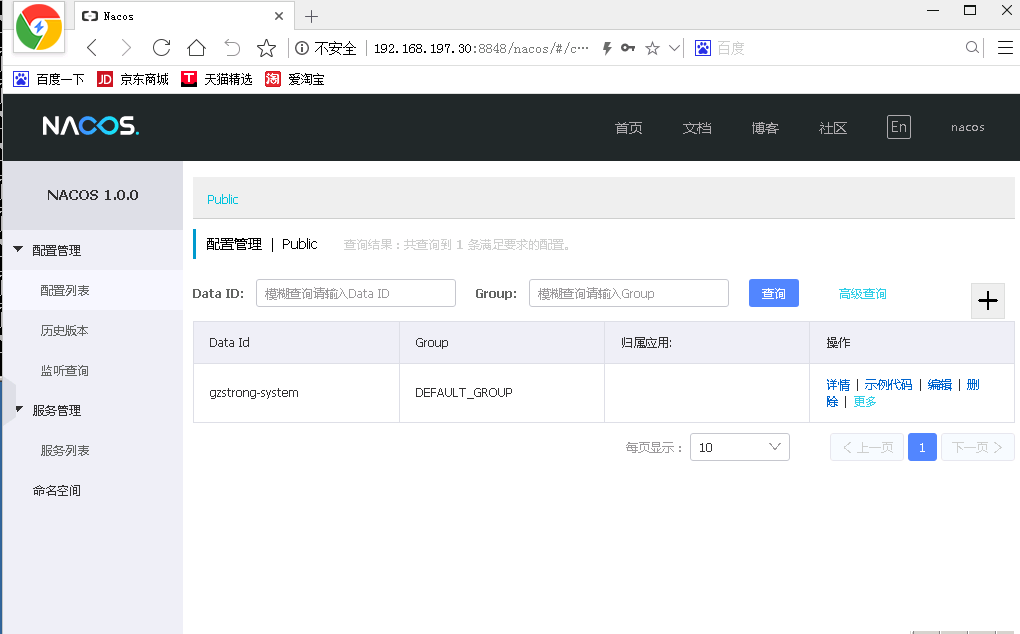 Nacos
不安全 192.168.197.30:8848/nacos/#/c··· 百度
百度一下 JD 京东商城 T 天猫精选 淘 爱淘宝
NACOS. 首页 文档 博客 社区 En nacos
NACOS 1.0.0
配置管理
配置列表
历史版本
监听查询
服务管理
服务列表
命名空间
Public
配置管理 | Public 查询结果：共查询到 1 条满足要求的配置。
Data ID: 模糊查询请输入Data ID Group: 模糊查询请输入Group 查询 高级查询
Data Id Group 归属应用: 操作
gzstrong-system DEFAULT_GROUP 详情 | 示例代码 | 编辑 | 删
除 | 更多
每页显示： 10 上一页 1 下一页